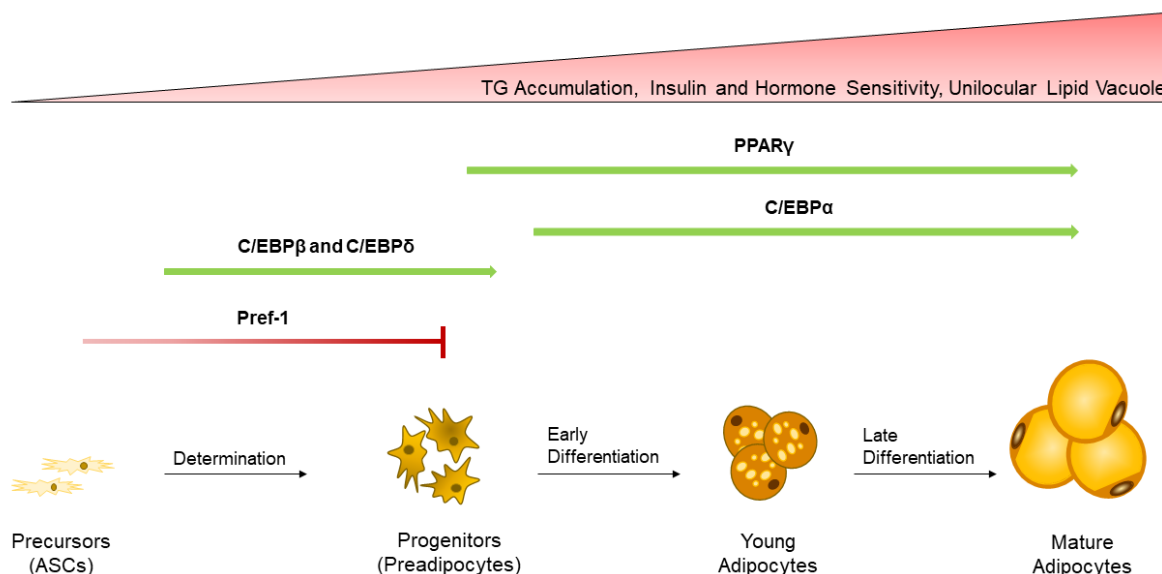 TG Accumulation, Insulin and Hormone Sensitivity, Unilocular Lipid Vacuole
PPARγ
C/EBPα
C/EBPβ and C/EBPδ
Pref-1
Determination
Early
Differentiation
Late
Differentiation
Precursors
(ASCs)
Progenitors
(Preadipocytes)
Young
Adipocytes
Mature
Adipocytes